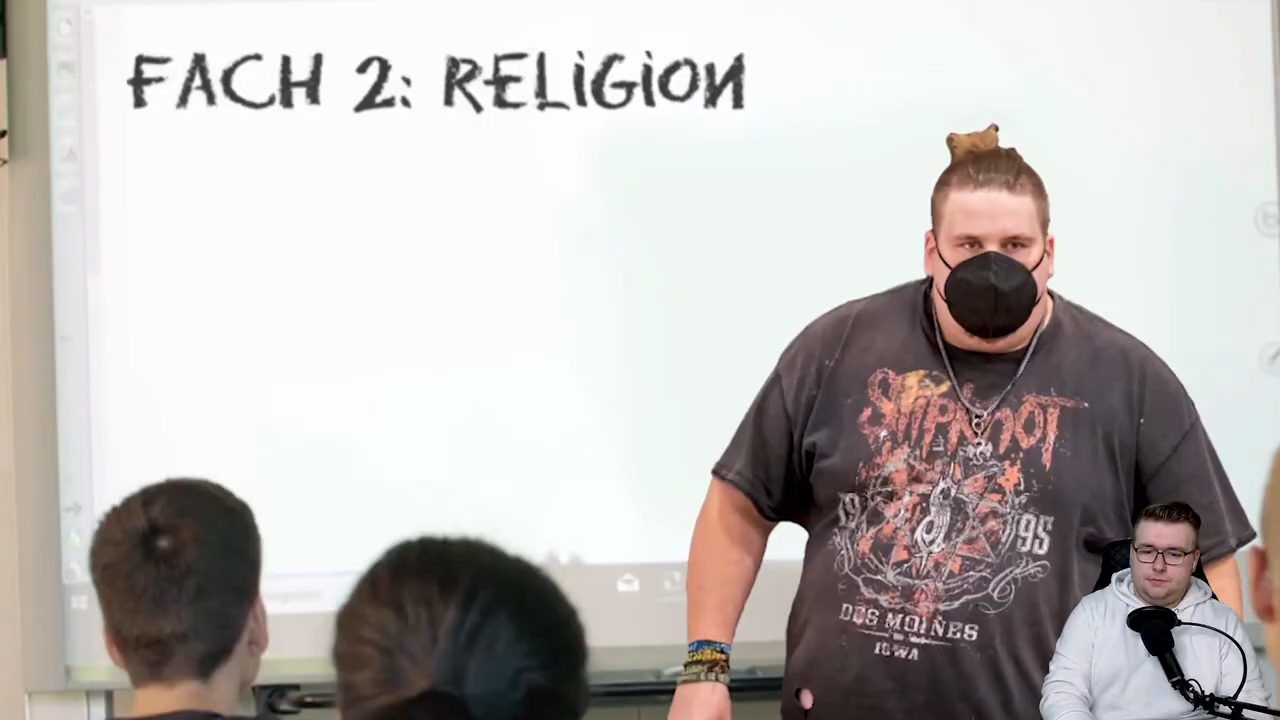 FACH 2: RELIGION
SLIPKNOT
19 95
DES MOINES
IOWA